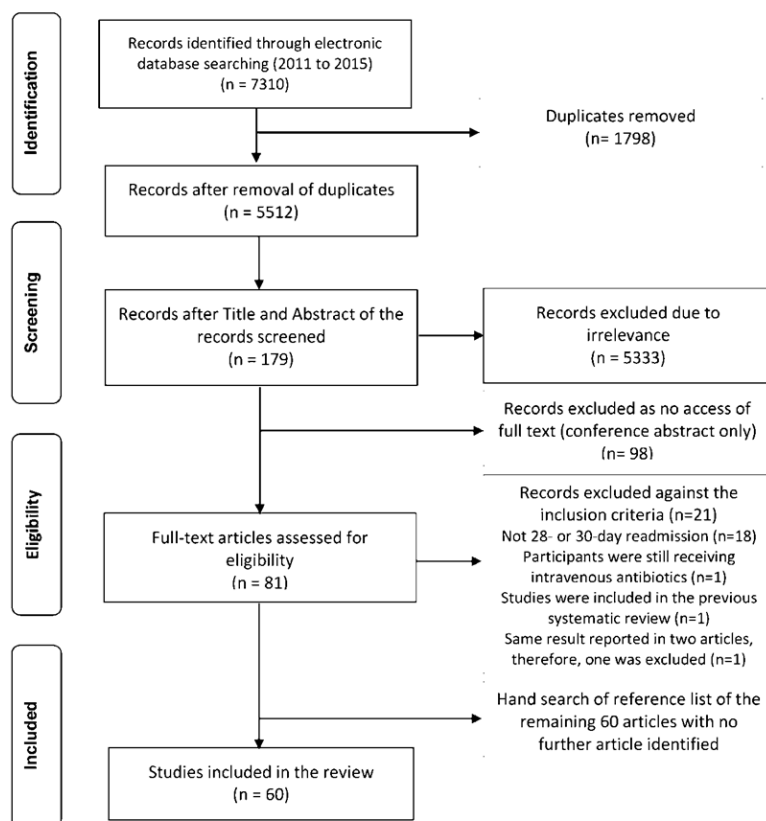 Identification
Records identified through electronic
database searching (2011 to 2015)
(n = 7310)
Duplicates removed
(n= 1798)
Records after removal of duplicates
(n = 5512)
Screening
Records after Title and Abstract of the
records screened
(n = 179)
Records excluded due to
irrelevance
(n = 5333)
Records excluded as no access of
full text (conference abstract only)
(n= 98)
Eligibility
Full-text articles assessed for
eligibility
(n = 81)
Records excluded against the
inclusion criteria (n=21)
Not 28- or 30-day readmission (n=18)
Participants were still receiving
intravenous antibiotics (n=1)
Studies were included in the previous
systematic review (n=1)
Same result reported in two articles,
therefore, one was excluded (n=1)
Included
Hand search of reference list of the
remaining 60 articles with no
further article identified
Studies included in the review
(n = 60)